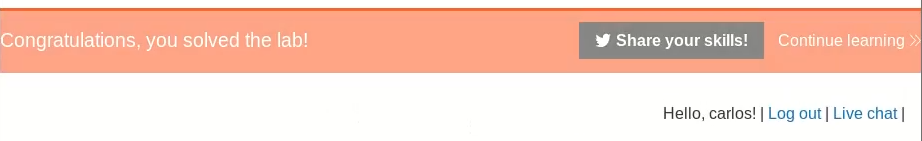 Congratulations, you solved the lab! Share your skills! Continue learning »
Hello, carlos! | Log out | Live chat |